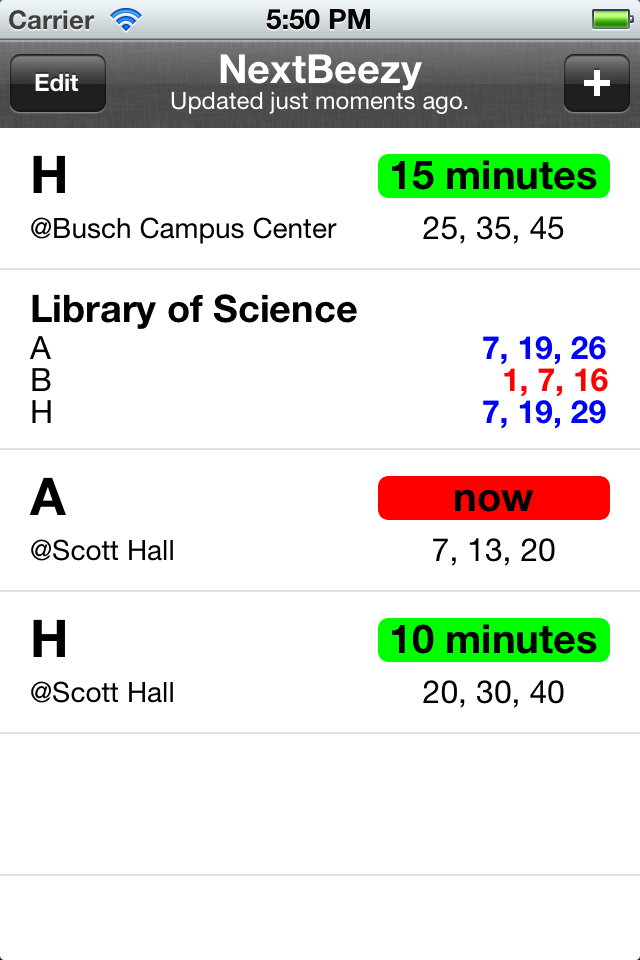 Carrier 5:50 PM
Edit NextBeezy +
Updated just moments ago.
H 15 minutes
@Busch Campus Center 25, 35, 45
Library of Science
A 7, 19, 26
B 1, 7, 16
H 7, 19, 29
A now
@Scott Hall 7, 13, 20
H 10 minutes
@Scott Hall 20, 30, 40